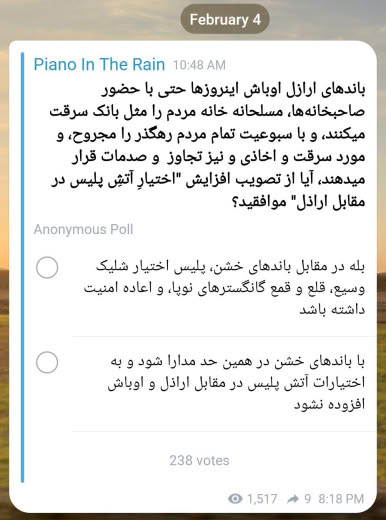 February 4
Piano In The Rain 10:48 AM
باندهای ارازل اوباش اینروزها حتی با حضور
صاحبخانه‌ها، مسلحانه خانه مردم را مثل بانک سرقت
میکنند، و با سبوعیت تمام مردم رهگذر را مجروح، و
مورد سرقت و اخاذی و نیز تجاوز و صدمات قرار
میدهند، آیا از تصویب افزایش "اختیارِ آتشِ پلیس در
مقابل اراذل" موافقید؟
Anonymous Poll
بله در مقابل باندهای خشن، پلیس اختیار شلیک
وسیع، قلع و قمع گانگسترهای نوپا، و اعاده امنیت
داشته باشد
با باندهای خشن در همین حد مدارا شود و به
اختیارات آتش پلیس در مقابل اراذل و اوباش
افزوده نشود
238 votes
1,517 9 8:18 PM